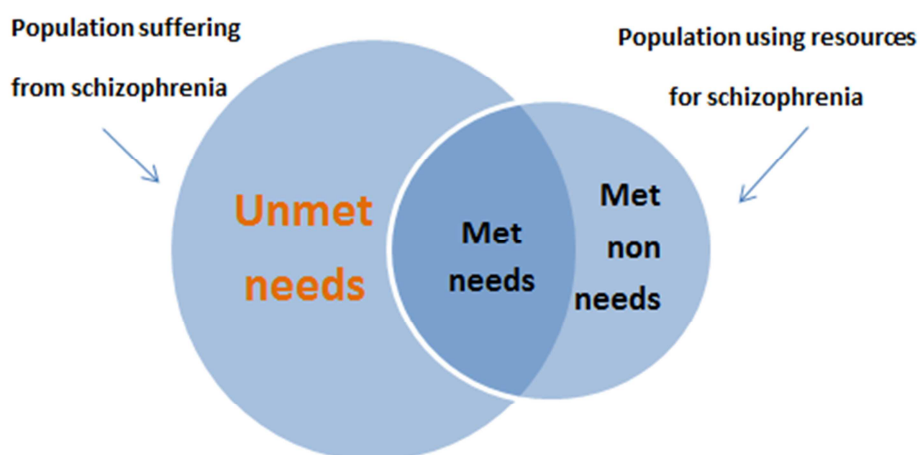 Population suffering
from schizophrenia
Population using resources
for schizophrenia
Unmet
needs
Met
needs
Met
non
needs